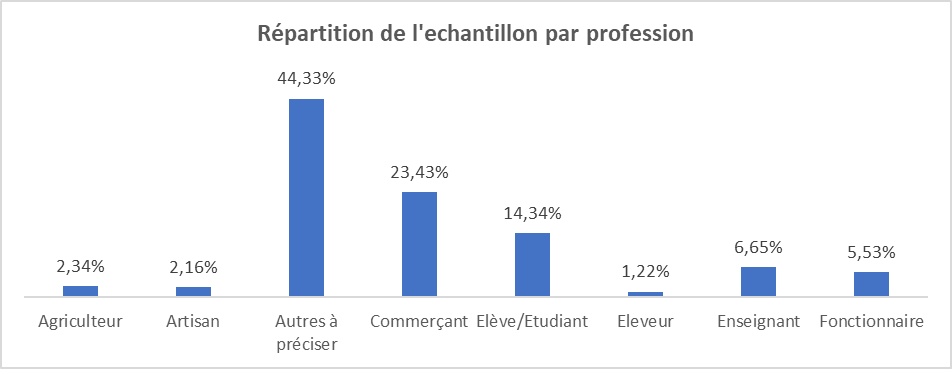 Répartition de l'echantillon par profession
44,33%
23,43%
14,34%
6,65%
5,53%
2,34%
2,16%
1,22%
Agriculteur
Artisan
Autres à
préciser
Commerçant
Elève/Etudiant
Eleveur
Enseignant
Fonctionnaire